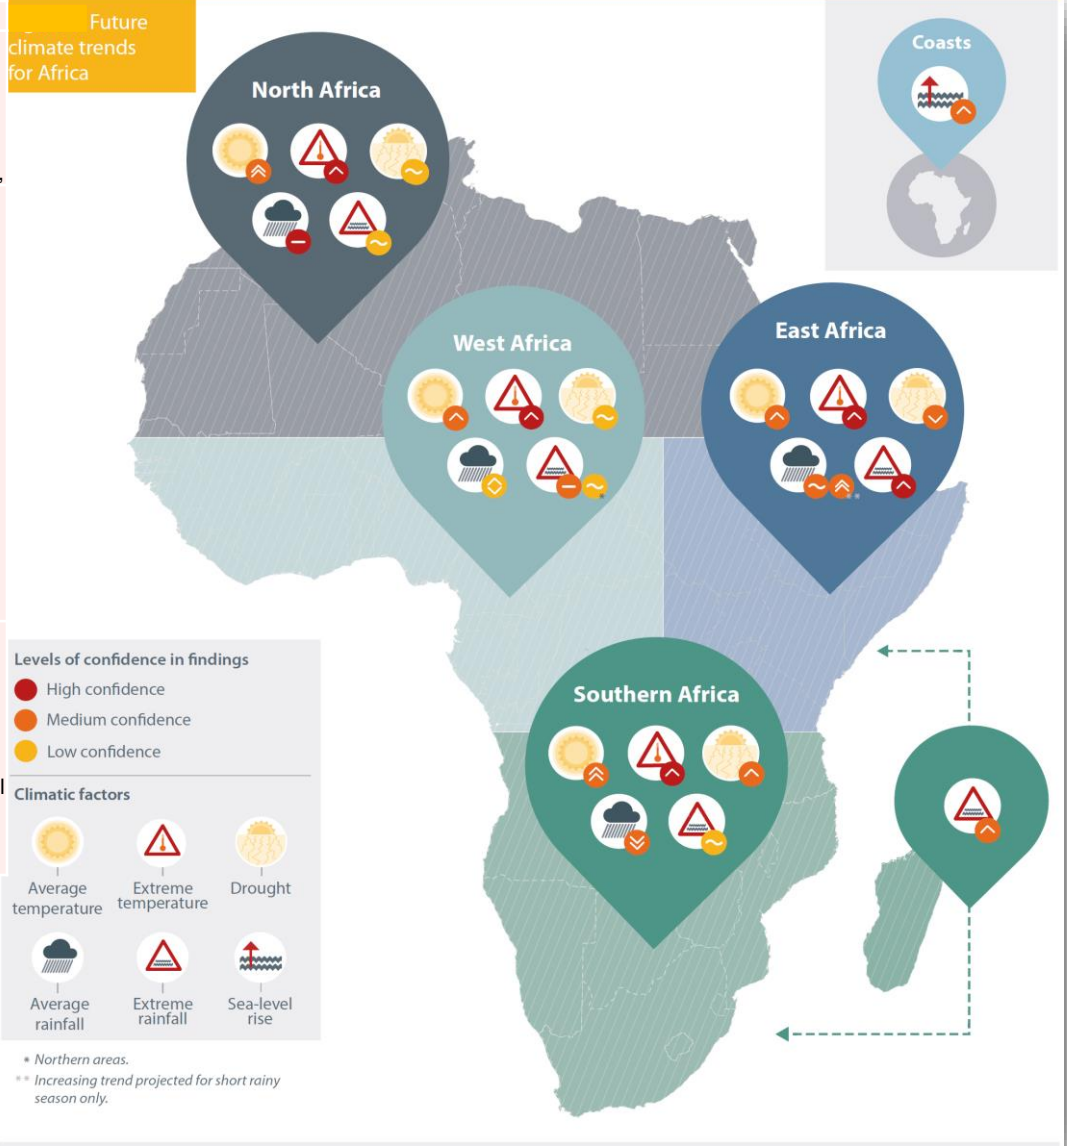 Future
climate trends
for Africa
North Africa
Coasts
West Africa
East Africa
Southern Africa
Levels of confidence in findings
High confidence
Medium confidence
Low confidence
Climatic factors
Average
temperature
Extreme
temperature
Drought
Average
rainfall
Extreme
rainfall
Sea-level
rise
* Northern areas.
** Increasing trend projected for short rainy
season only.